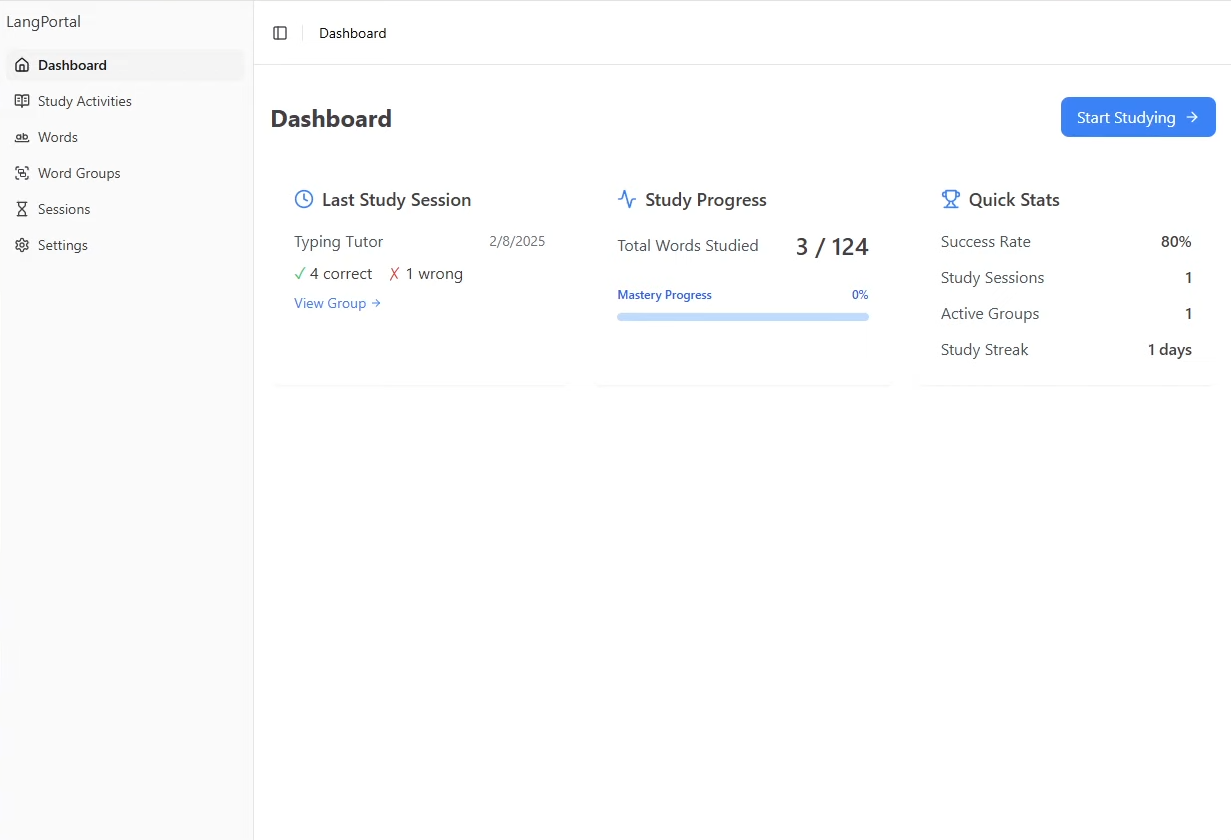 LangPortal
Dashboard
Study Activities
Words
Word Groups
Sessions
Settings
Dashboard
Dashboard
Start Studying →
Last Study Session
Typing Tutor 2/8/2025
✓ 4 correct ✗ 1 wrong
View Group →
Study Progress
Total Words Studied 3 / 124
Mastery Progress 0%
Quick Stats
Success Rate 80%
Study Sessions 1
Active Groups 1
Study Streak 1 days